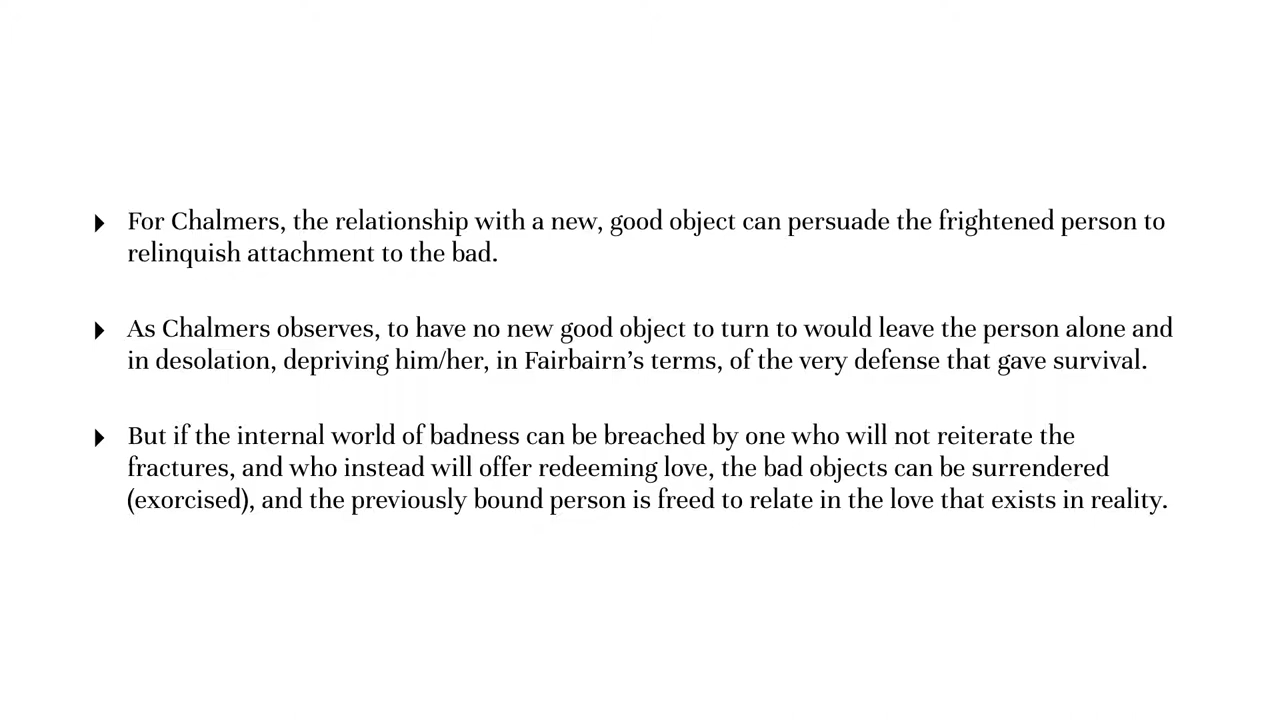 For Chalmers, the relationship with a new, good object can persuade the frightened person to
relinquish attachment to the bad.
As Chalmers observes, to have no new good object to turn to would leave the person alone and
in desolation, depriving him/her, in Fairbairn’s terms, of the very defense that gave survival.
But if the internal world of badness can be breached by one who will not reiterate the
fractures, and who instead will offer redeeming love, the bad objects can be surrendered
(exorcised), and the previously bound person is freed to relate in the love that exists in reality.